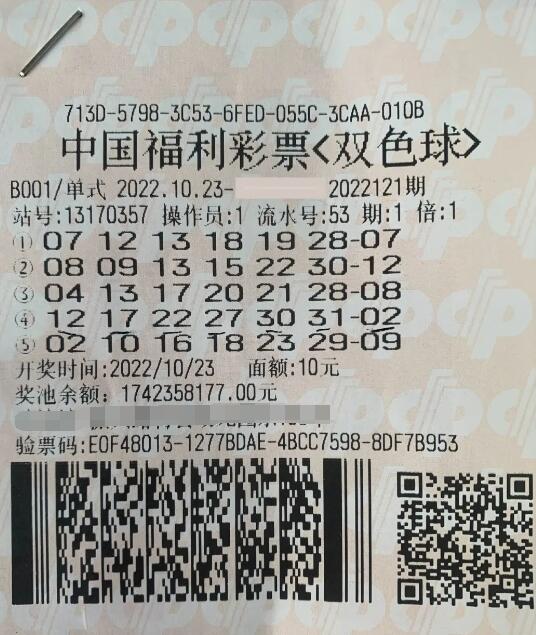 713D-5798-3C53-6FED-055C-3CAA-010B
中国福利彩票<双色球>
B001/单式 2022.10.23- 2022121期
站号:13170357 操作员:1 流水号:53 期:1 倍:1
① 07 12 13 18 19 28-07
② 08 09 13 15 22 30-12
③ 04 13 17 20 21 28-08
④ 12 17 22 27 30 31-02
⑤ 02 10 16 18 23 29-09
开奖时间:2022/10/23 面额:10元
奖池余额: 1742358177.00元
验票码:E0F48013-1277BDAE-4BCC7598-8DF7B953